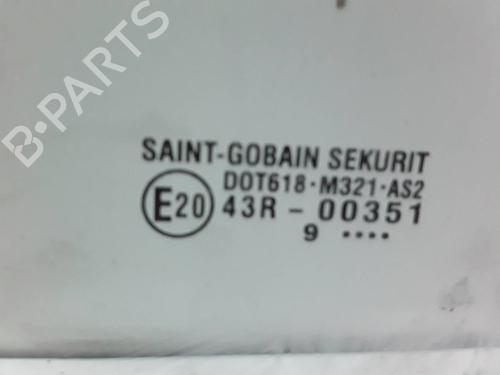 B-PARTS
SAINT-GOBAIN SEKURIT
DOT618·M321·AS2
E20 43R - 00351
9 ••••